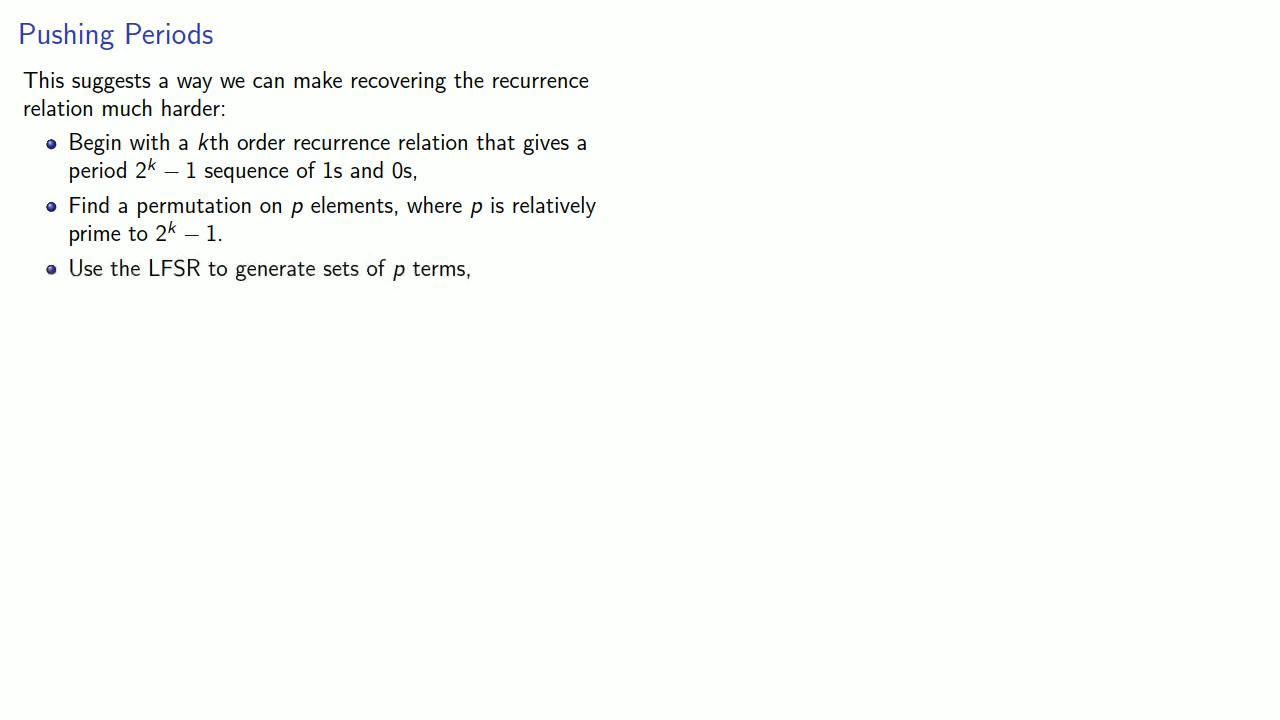 Pushing Periods
This suggests a way we can make recovering the recurrence
relation much harder:
Begin with a kth order recurrence relation that gives a
period 2^k − 1 sequence of 1s and 0s,
Find a permutation on p elements, where p is relatively
prime to 2^k − 1.
Use the LFSR to generate sets of p terms,